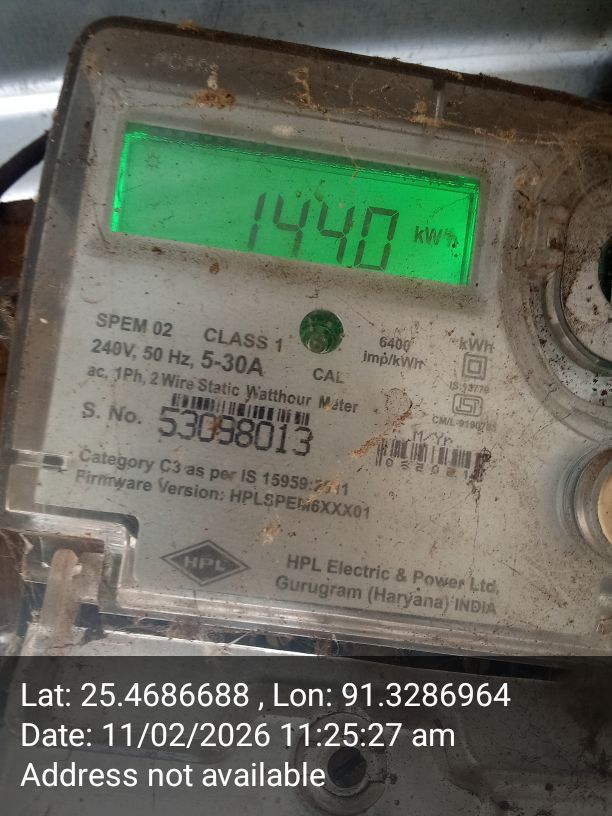 1440 kWh
SPEM 02 CLASS 1 6400 imp/kWh kWh
240V, 50 Hz, 5-30A CAL
IS:13779
ac, 1Ph, 2 Wire Static Watthour Meter
S. No. 53098013
M/Yr.
Category C3 as per IS 15959:2011
Firmware Version: HPLSPEM6XXX01
HPL
HPL Electric & Power Ltd.
Gurugram (Haryana) INDIA
Lat: 25.4686688 , Lon: 91.3286964
Date: 11/02/2026 11:25:27 am
Address not available